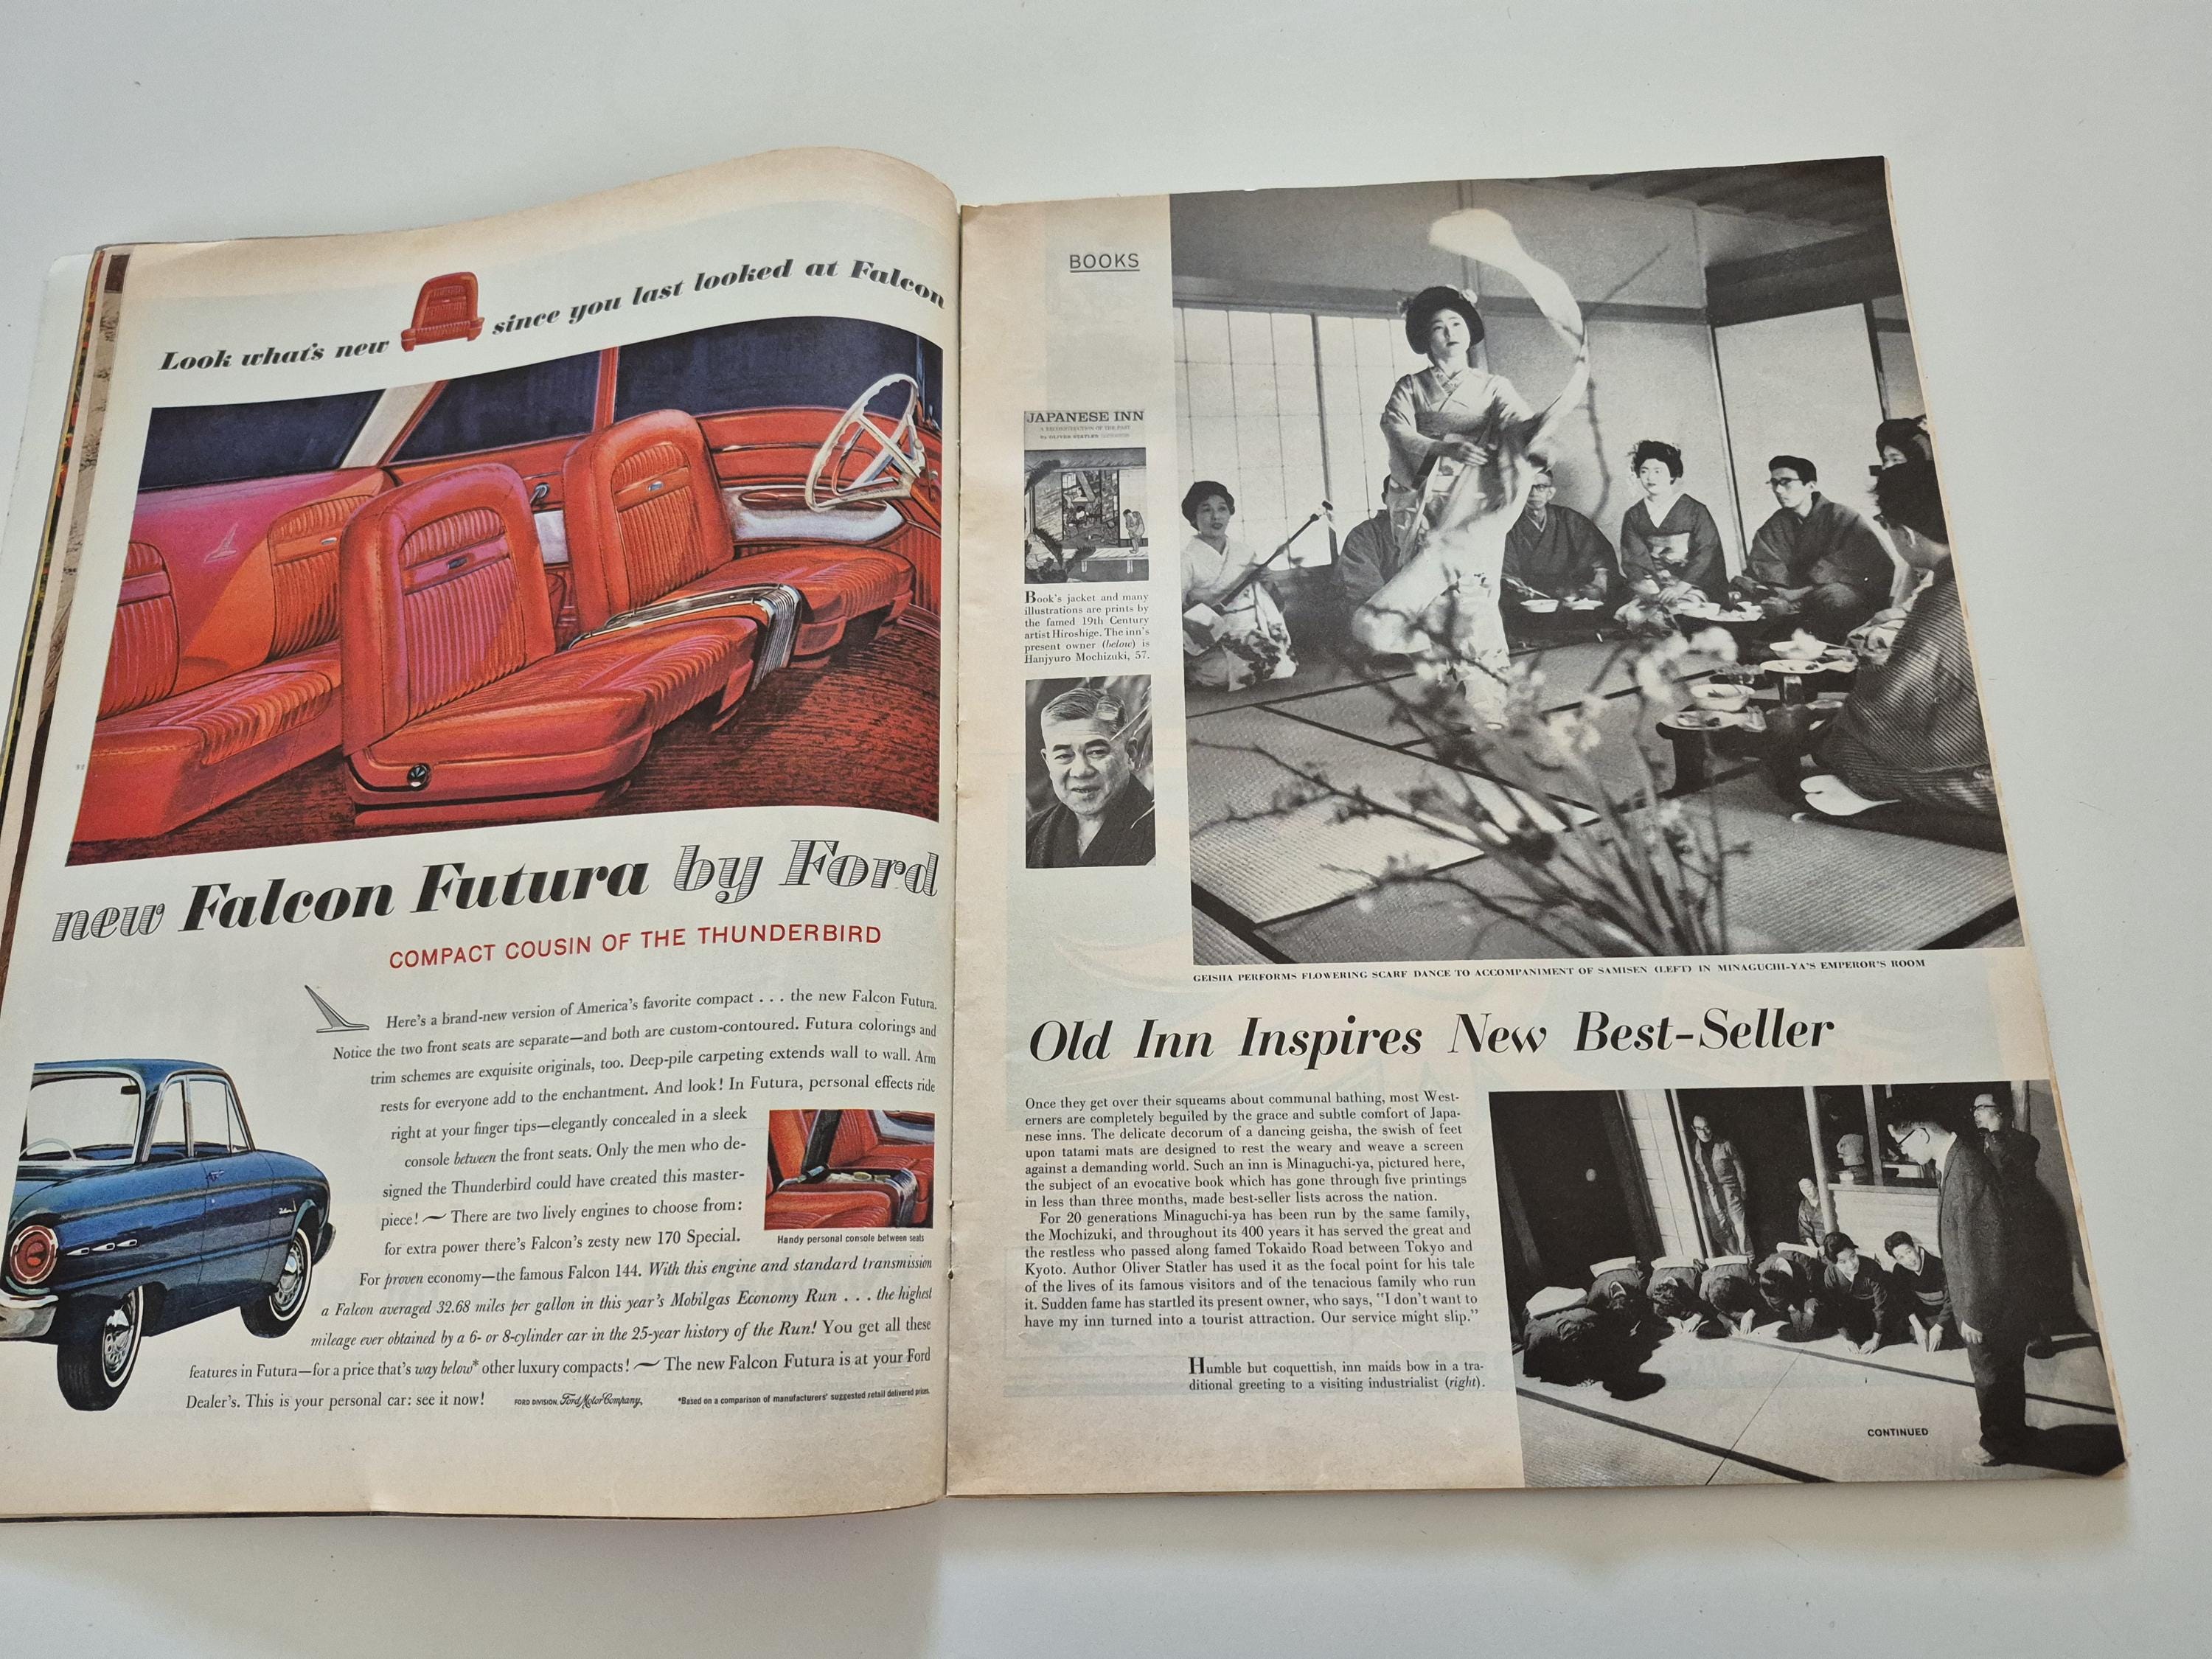 Look what's new since you last looked at Falcon
new Falcon Futura by Ford
COMPACT COUSIN OF THE THUNDERBIRD
Here's a brand-new version of America's favorite compact . . . the new Falcon Futura.
Notice the two front seats are separate—and both are custom-contoured. Futura colorings and
trim schemes are exquisite originals, too. Deep-pile carpeting extends wall to wall. Arm
rests for everyone add to the enchantment. And look! In Futura, personal effects ride
right at your finger tips—elegantly concealed in a sleek
console between the front seats. Only the men who de-
signed the Thunderbird could have created this master-
piece! ~ There are two lively engines to choose from:
for extra power there's Falcon's zesty new 170 Special.
For proven economy—the famous Falcon 144. With this engine and standard transmission
a Falcon averaged 32.68 miles per gallon in this year's Mobilgas Economy Run . . . the highest
mileage ever obtained by a 6- or 8-cylinder car in the 25-year history of the Run! You get all these
features in Futura—for a price that's way below* other luxury compacts! ~ The new Falcon Futura is at your Ford
Dealer's. This is your personal car: see it now!
FORD DIVISION, Ford Motor Company,
*Based on a comparison of manufacturers' suggested retail delivered prices
Handy personal console between seats
BOOKS
JAPANESE INN
A RECONSTRUCTION OF THE PAST
by OLIVER STATLER
Book's jacket and many
illustrations are prints by
the famed 19th Century
artist Hiroshige. The inn's
present owner (below) is
Hanjyuro Mochizuki, 57.
GEISHA PERFORMS FLOWERING SCARF DANCE TO ACCOMPANIMENT OF SAMISEN (LEFT) IN MINAGUCHI-YA'S EMPEROR'S ROOM
Old Inn Inspires New Best-Seller
Once they get over their squeams about communal bathing, most West-
erners are completely beguiled by the grace and subtle comfort of Japa-
nese inns. The delicate decorum of a dancing geisha, the swish of feet
upon tatami mats are designed to rest the weary and weave a screen
against a demanding world. Such an inn is Minaguchi-ya, pictured here,
the subject of an evocative book which has gone through five printings
in less than three months, made best-seller lists across the nation.
For 20 generations Minaguchi-ya has been run by the same family,
the Mochizuki, and throughout its 400 years it has served the great and
the restless who passed along famed Tokaido Road between Tokyo and
Kyoto. Author Oliver Statler has used it as the focal point for his tale
of the lives of its famous visitors and of the tenacious family who run
it. Sudden fame has startled its present owner, who says, "I don't want to
have my inn turned into a tourist attraction. Our service might slip."
Humble but coquettish, inn maids bow in a tra-
ditional greeting to a visiting industrialist (right).
CONTINUED